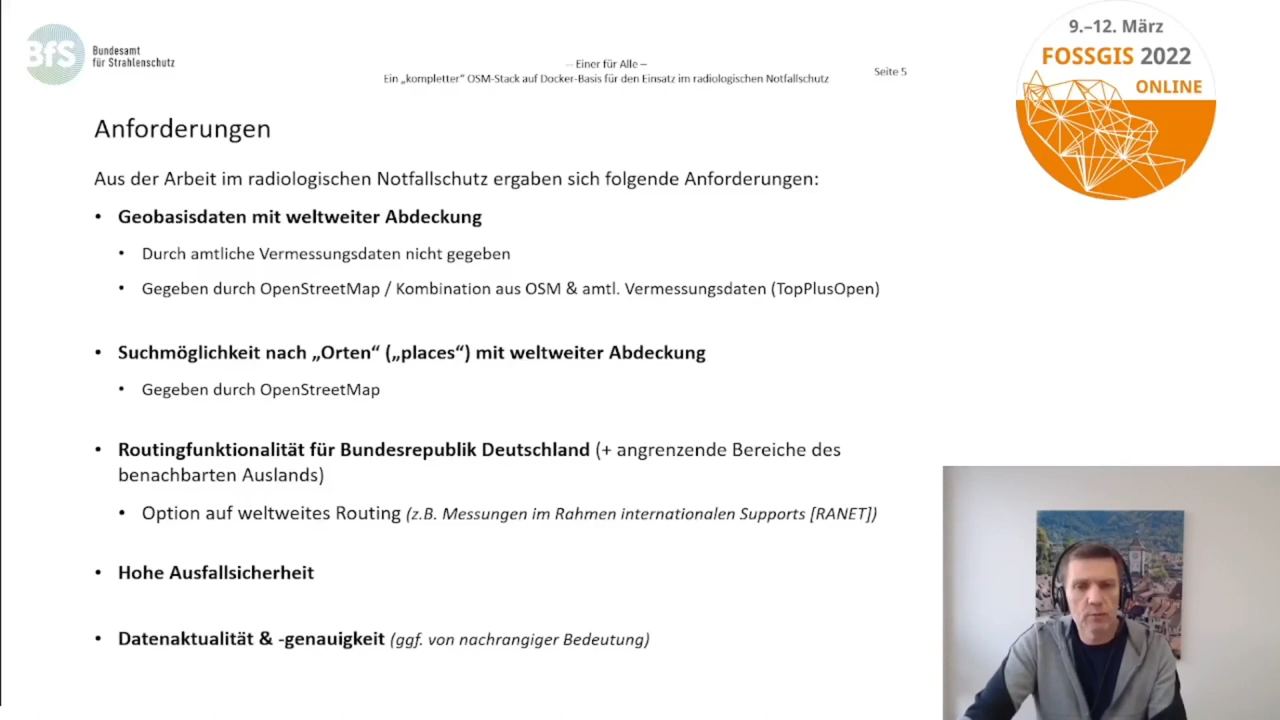 BfS
Bundesamt
für Strahlenschutz
-- Einer für Alle –
Ein „kompletter“ OSM-Stack auf Docker-Basis für den Einsatz im radiologischen Notfallschutz
Seite 5
9.–12. März
FOSSGIS 2022
ONLINE
Anforderungen
Aus der Arbeit im radiologischen Notfallschutz ergaben sich folgende Anforderungen:
• Geobasisdaten mit weltweiter Abdeckung
• Durch amtliche Vermessungsdaten nicht gegeben
• Gegeben durch OpenStreetMap / Kombination aus OSM & amtl. Vermessungsdaten (TopPlusOpen)
• Suchmöglichkeit nach „Orten“ („places“) mit weltweiter Abdeckung
• Gegeben durch OpenStreetMap
• Routingfunktionalität für Bundesrepublik Deutschland (+ angrenzende Bereiche des
benachbarten Auslands)
• Option auf weltweites Routing (z.B. Messungen im Rahmen internationalen Supports [RANET])
• Hohe Ausfallsicherheit
• Datenaktualität & -genauigkeit (ggf. von nachrangiger Bedeutung)